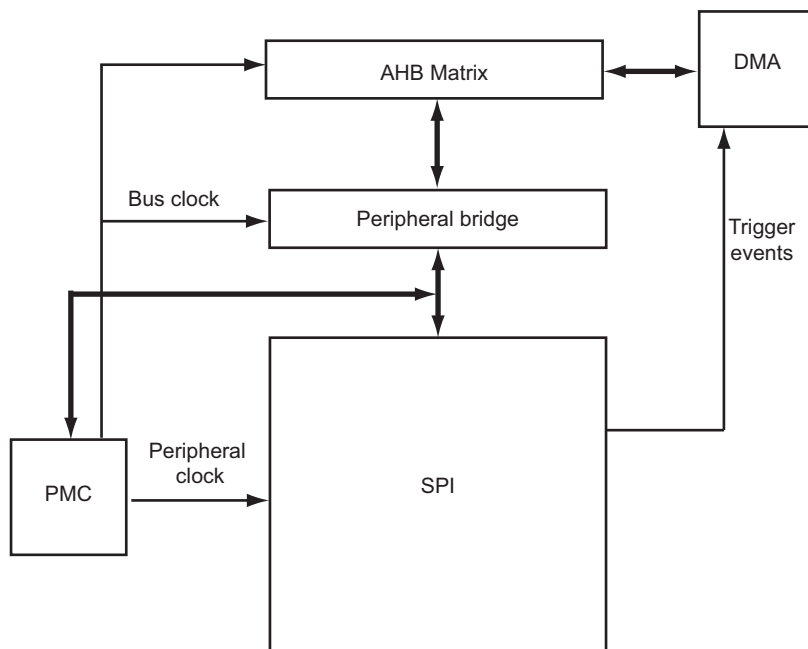 AHB Matrix
DMA
Bus clock
Peripheral bridge
Trigger
events
Peripheral
clock
PMC
SPI